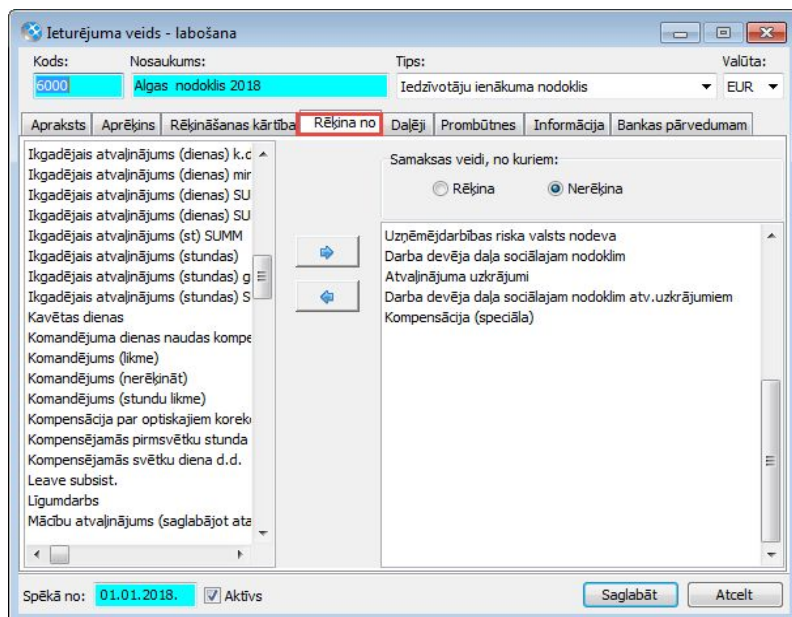 Ieturējuma veids - labošana
Kods: Nosaukums: Tips: Valūta:
6000 Algas nodoklis 2018 Iedzīvotāju ienākuma nodoklis EUR
Apraksts Aprēķins Rēķināšanas kārtība Rēķina no Daļēji Prombūtnes Informācija Bankas pārvedumam
Ikgadējais atvaļinājums (dienas) k.d
Ikgadējais atvaļinājums (dienas) mir
Ikgadējais atvaļinājums (dienas) SU
Ikgadējais atvaļinājums (dienas) SU
Ikgadējais atvaļinājums (st) SUMM
Ikgadējais atvaļinājums (stundas)
Ikgadējais atvaļinājums (stundas) g
Ikgadējais atvaļinājums (stundas) S
Kavētas dienas
Komandējuma dienas naudas kompe
Komandējums (likme)
Komandējums (nerēķināt)
Komandējums (stundu likme)
Kompensācija par optiskajiem korek
Kompensējamās pirmsvētku stunda
Kompensējamās svētku diena d.d.
Leave subsist.
Līgumdarbs
Mācību atvaļinājums (saglabājot ata
Samaksas veidi, no kuriem:
Rēķina Nerēķina
Uzņēmējdarbības riska valsts nodeva
Darba devēja daļa sociālajam nodoklim
Atvaļinājuma uzkrājumi
Darba devēja daļa sociālajam nodoklim atv.uzkrājumiem
Kompensācija (speciāla)
Spēkā no: 01.01.2018. Aktīvs Saglabāt Atcelt